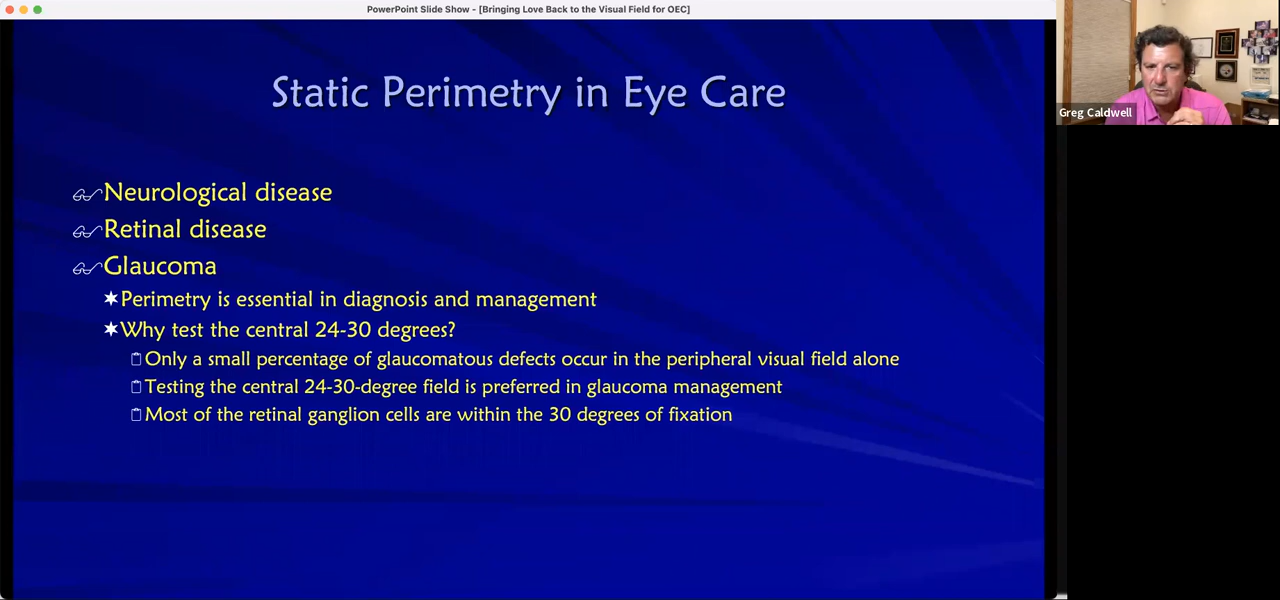 PowerPoint Slide Show - [Bringing Love Back to the Visual Field for OEC]
Static Perimetry in Eye Care
Neurological disease
Retinal disease
Glaucoma
Perimetry is essential in diagnosis and management
Why test the central 24-30 degrees?
Only a small percentage of glaucomatous defects occur in the peripheral visual field alone
Testing the central 24-30-degree field is preferred in glaucoma management
Most of the retinal ganglion cells are within the 30 degrees of fixation
Greg Caldwell